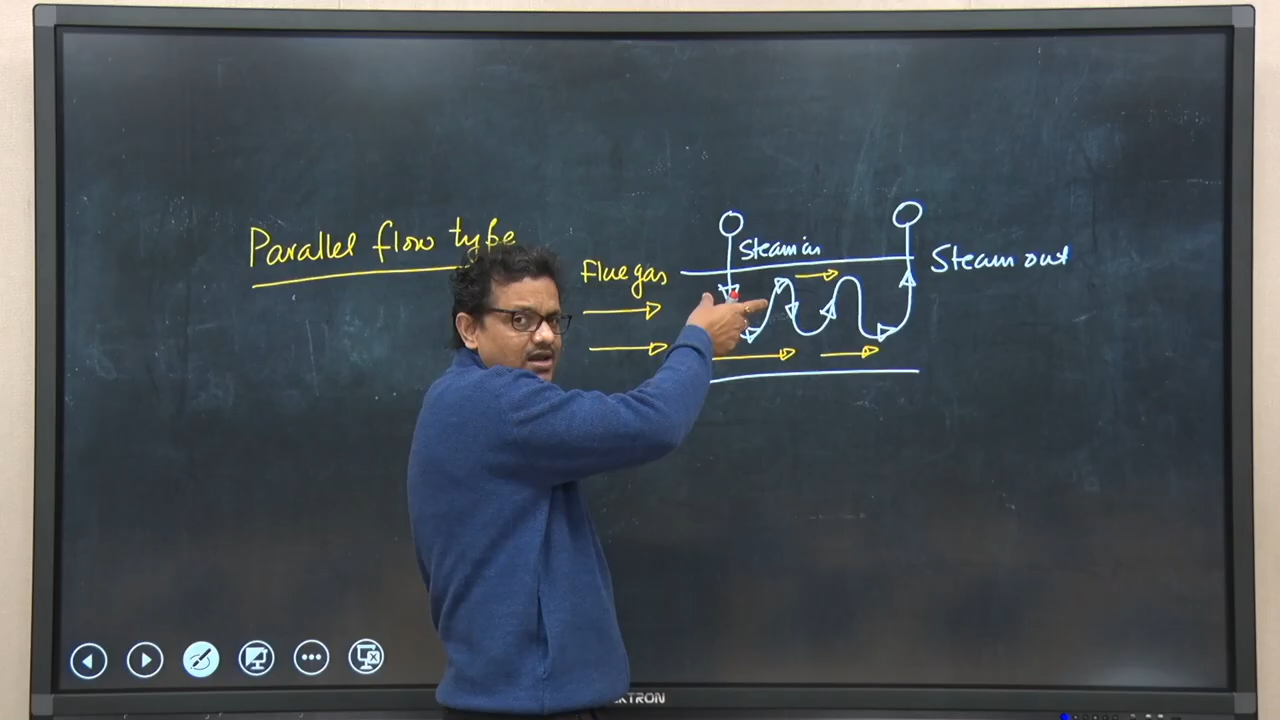 Parallel flow type
Flue gas
Steam in
Steam out